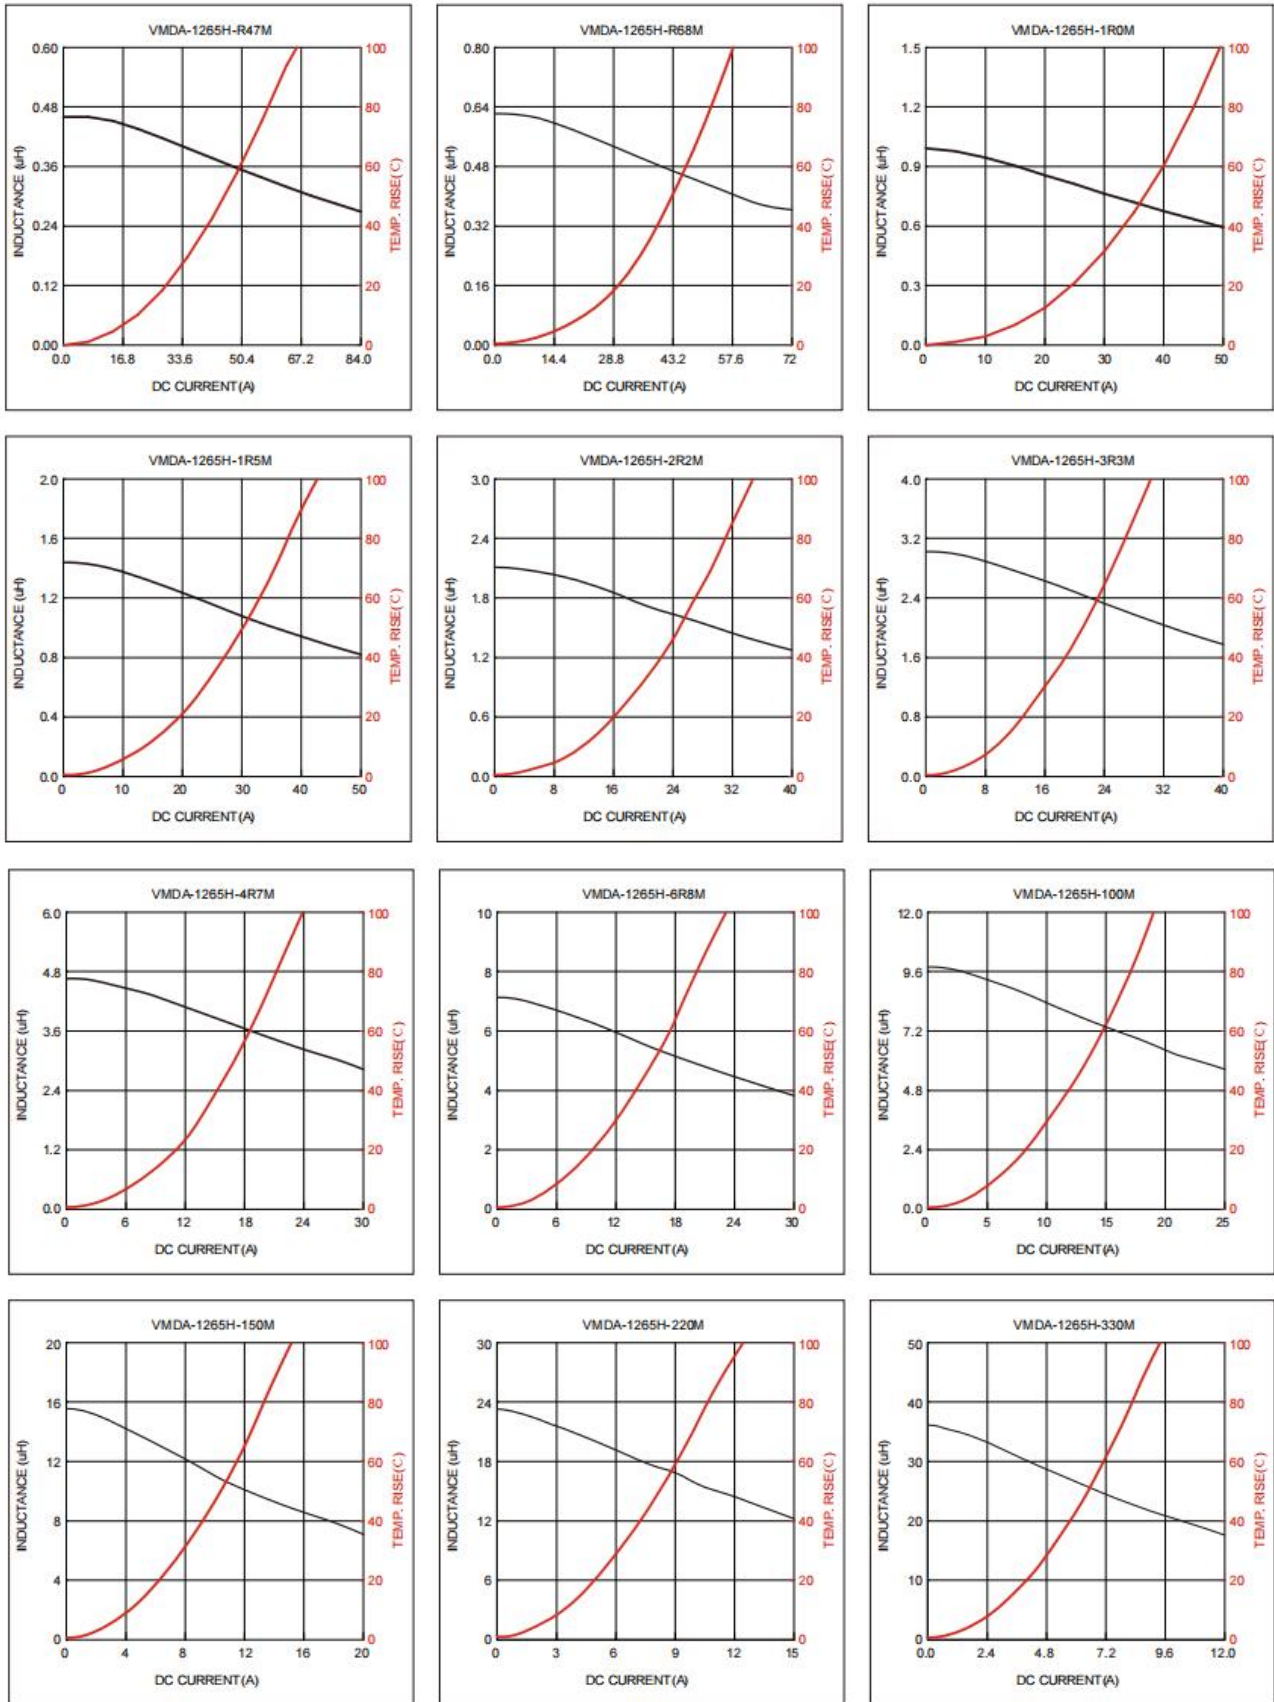 VMDA-1265H-R47M
0.60 100
0.48 80
0.36 60
0.24 40
0.12 20
0.00 0
0.0 16.8 33.6 50.4 67.2 84.0
INDUCTANCE (uH)
TEMP. RISE(℃)
DC CURRENT(A)
VMDA-1265H-R68M
0.80 100
0.64 80
0.48 60
0.32 40
0.16 20
0.00 0
0.0 14.4 28.8 43.2 57.6 72
INDUCTANCE (uH)
TEMP. RISE(℃)
DC CURRENT(A)
VMDA-1265H-1R0M
1.5 100
1.2 80
0.9 60
0.6 40
0.3 20
0.0 0
0 10 20 30 40 50
INDUCTANCE (uH)
TEMP. RISE(℃)
DC CURRENT(A)
VMDA-1265H-1R5M
2.0 100
1.6 80
1.2 60
0.8 40
0.4 20
0.0 0
0 10 20 30 40 50
INDUCTANCE (uH)
TEMP. RISE(℃)
DC CURRENT(A)
VMDA-1265H-2R2M
3.0 100
2.4 80
1.8 60
1.2 40
0.6 20
0.0 0
0 8 16 24 32 40
INDUCTANCE (uH)
TEMP. RISE(℃)
DC CURRENT(A)
VMDA-1265H-3R3M
4.0 100
3.2 80
2.4 60
1.6 40
0.8 20
0.0 0
0 8 16 24 32 40
INDUCTANCE (uH)
TEMP. RISE(℃)
DC CURRENT(A)
VMDA-1265H-4R7M
6.0 100
4.8 80
3.6 60
2.4 40
1.2 20
0.0 0
0 6 12 18 24 30
INDUCTANCE (uH)
TEMP. RISE(℃)
DC CURRENT(A)
VMDA-1265H-6R8M
10 100
8 80
6 60
4 40
2 20
0 0
0 6 12 18 24 30
INDUCTANCE (uH)
TEMP. RISE(℃)
DC CURRENT(A)
VMDA-1265H-100M
12.0 100
9.6 80
7.2 60
4.8 40
2.4 20
0.0 0
0 5 10 15 20 25
INDUCTANCE (uH)
TEMP. RISE(℃)
DC CURRENT(A)
VMDA-1265H-150M
20 100
16 80
12 60
8 40
4 20
0 0
0 4 8 12 16 20
INDUCTANCE (uH)
TEMP. RISE(℃)
DC CURRENT(A)
VMDA-1265H-220M
30 100
24 80
18 60
12 40
6 20
0 0
0 3 6 9 12 15
INDUCTANCE (uH)
TEMP. RISE(℃)
DC CURRENT(A)
VMDA-1265H-330M
50 100
40 80
30 60
20 40
10 20
0 0
0.0 2.4 4.8 7.2 9.6 12.0
INDUCTANCE (uH)
TEMP. RISE(℃)
DC CURRENT(A)